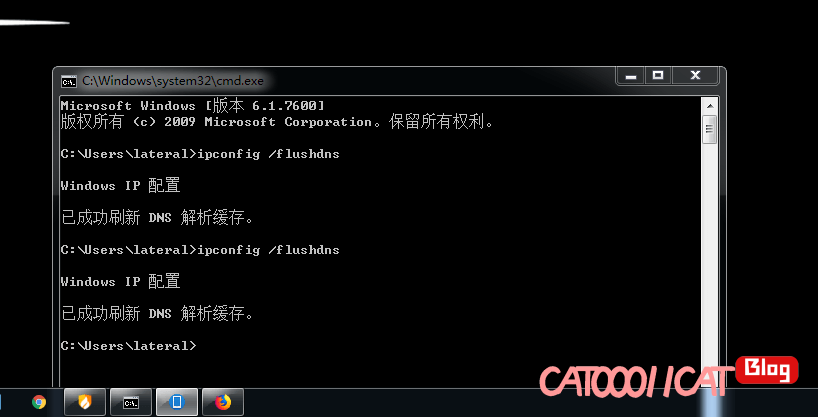 C:\Windows\system32\cmd.exe
Microsoft Windows [版本 6.1.7600]
版权所有 (c) 2009 Microsoft Corporation。保留所有权利。
C:\Users\lateral>ipconfig /flushdns
Windows IP 配置
已成功刷新 DNS 解析缓存。
C:\Users\lateral>ipconfig /flushdns
Windows IP 配置
已成功刷新 DNS 解析缓存。
C:\Users\lateral>
CATOOO//CAT Blog